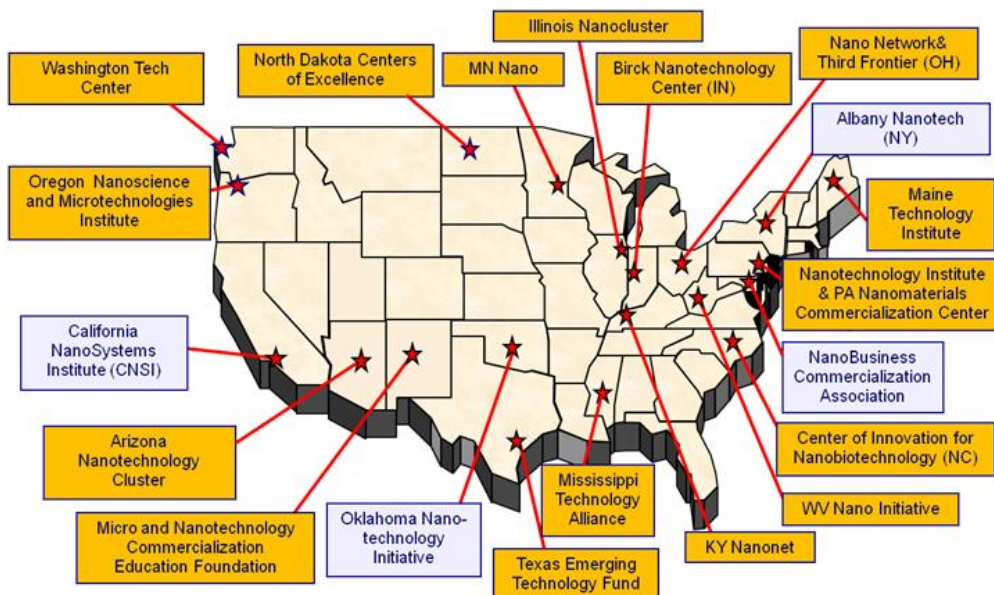 Illinois Nanocluster
Nano Network&
Third Frontier (OH)
Washington Tech
Center
North Dakota Centers
of Excellence
MN Nano
Birck Nanotechnology
Center (IN)
Albany Nanotech
(NY)
Oregon Nanoscience
and Microtechnologies
Institute
Maine
Technology
Institute
Nanotechnology Institute
& PA Nanomaterials
Commercialization Center
California
NanoSystems
Institute (CNSI)
NanoBusiness
Commercialization
Association
Arizona
Nanotechnology
Cluster
Center of Innovation for
Nanobiotechnology (NC)
Mississippi
Technology
Alliance
WV Nano Initiative
Micro and Nanotechnology
Commercialization
Education Foundation
Oklahoma Nano-
technology
Initiative
KY Nanonet
Texas Emerging
Technology Fund